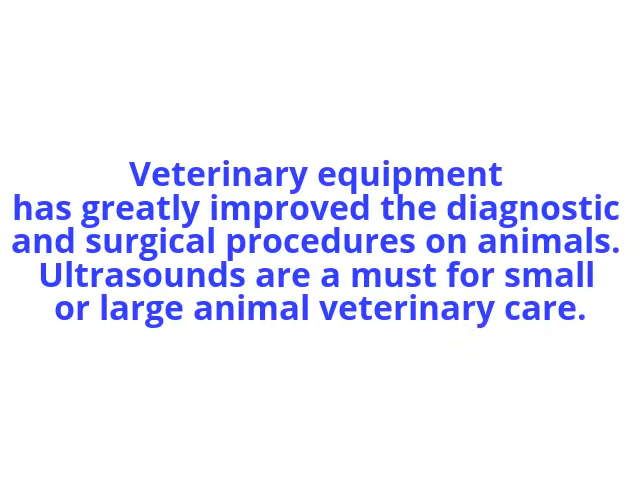 Veterinary equipment
has greatly improved the diagnostic
and surgical procedures on animals.
Ultrasounds are a must for small
or large animal veterinary care.